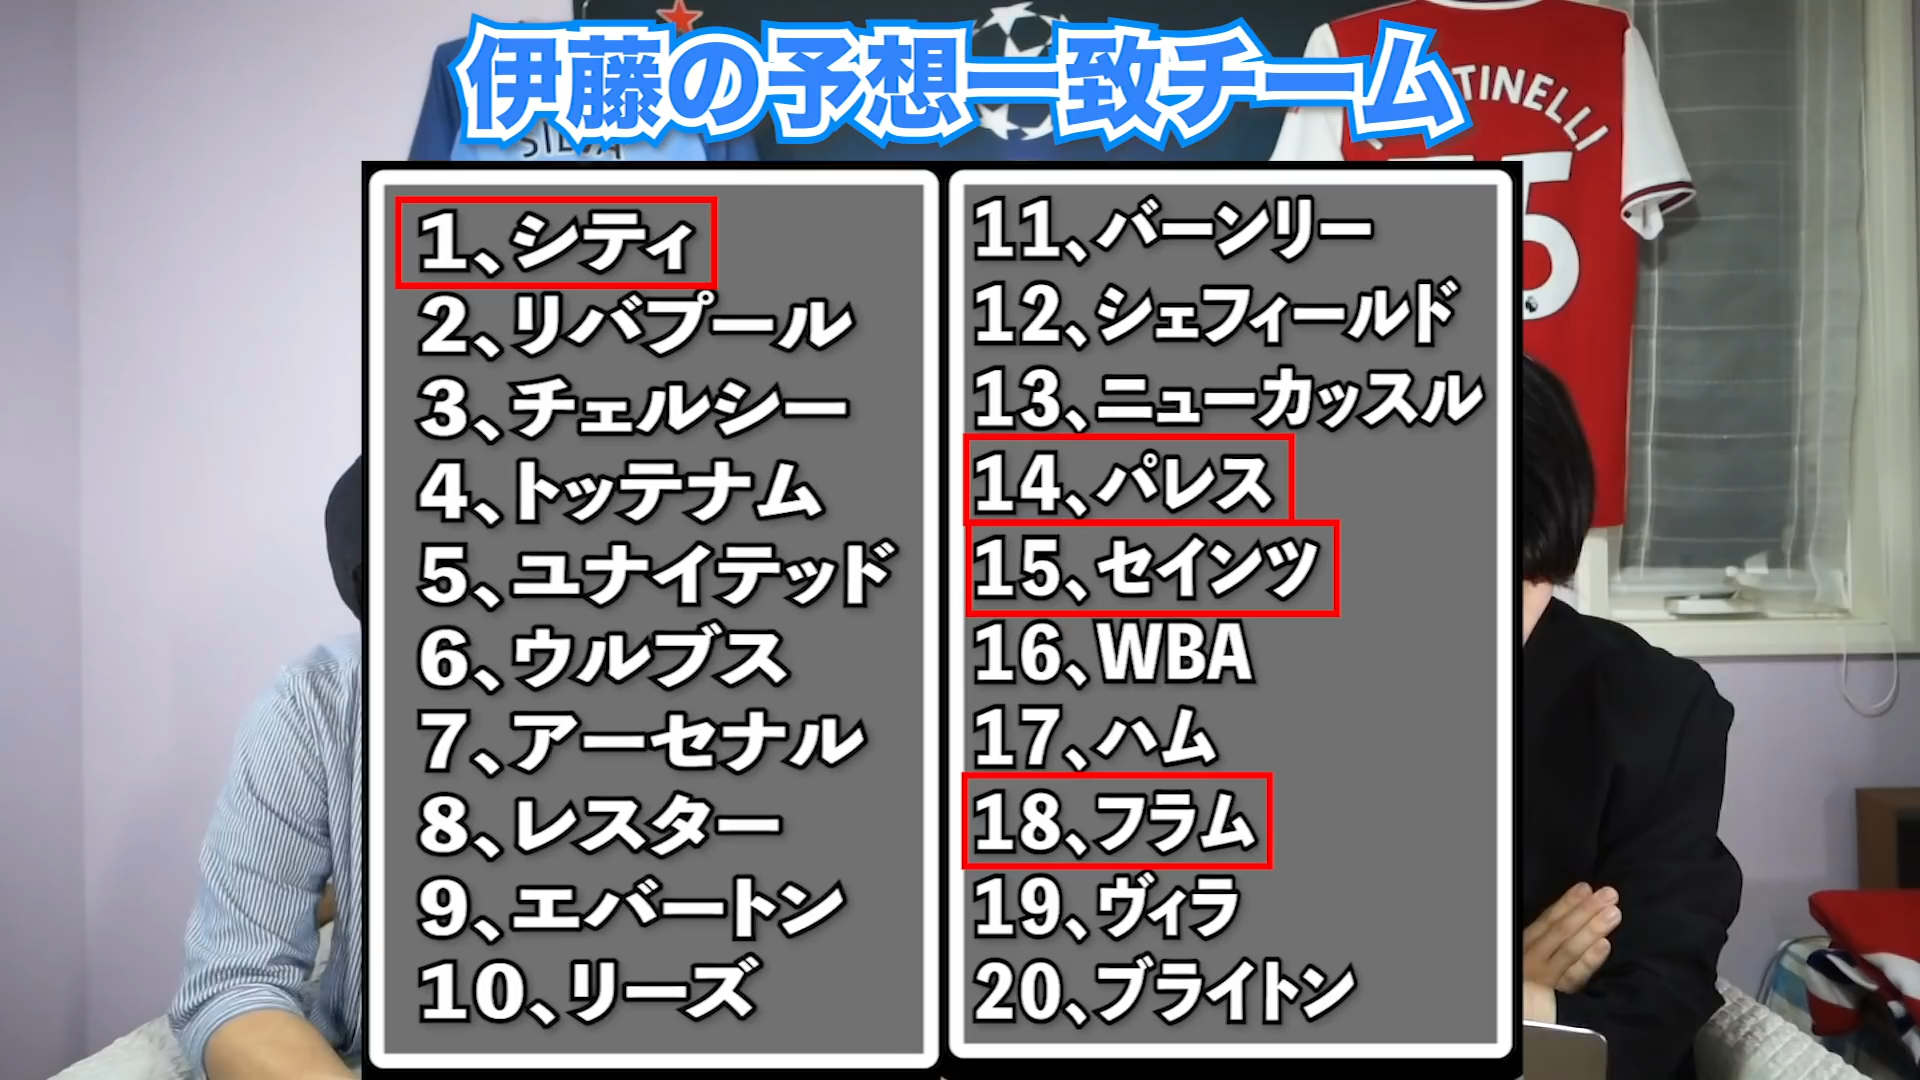 伊藤の予想一致チーム
SILVA
TINELLI
1、シティ
2、リバプール
3、チェルシー
4、トッテナム
5、ユナイテッド
6、ウルブス
7、アーセナル
8、レスター
9、エバートン
10、リーズ
11、バーンリー
12、シェフィールド
13、ニューカッスル
14、パレス
15、セインツ
16、WBA
17、ハム
18、フラム
19、ヴィラ
20、ブライトン